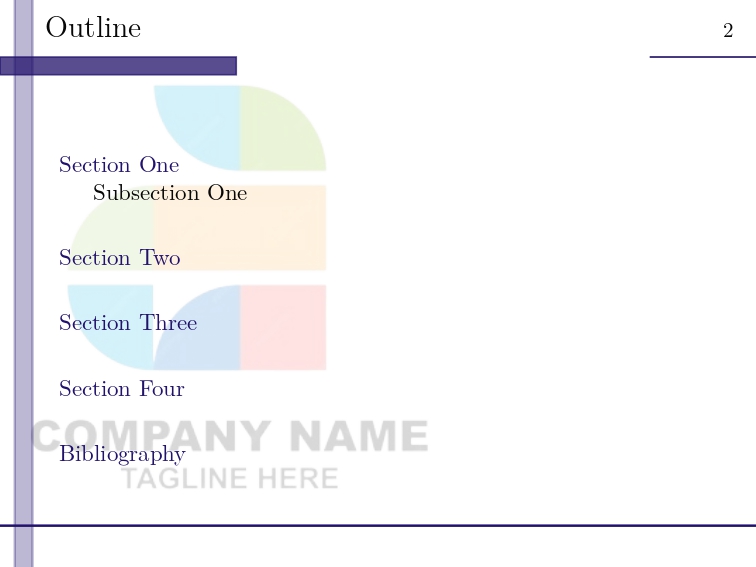 Outline
2
Section One
Subsection One
Section Two
Section Three
Section Four
COMPANY NAME
Bibliography
TAGLINE HERE